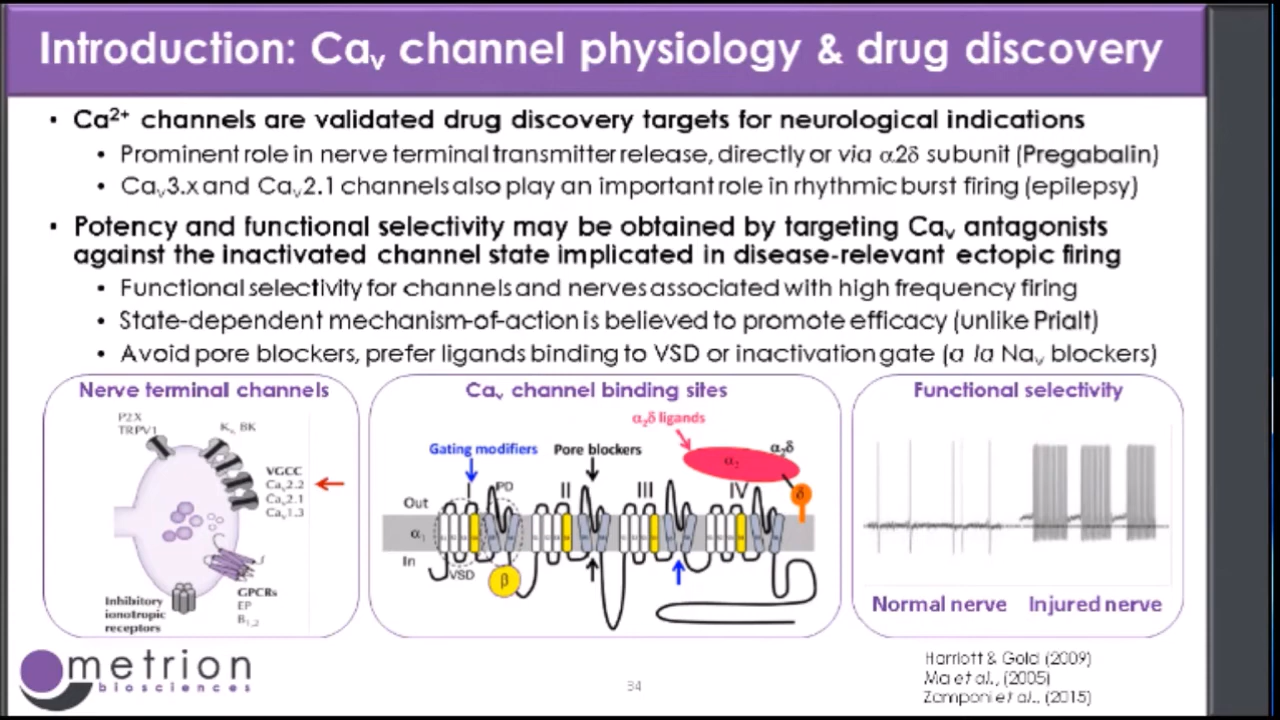 Introduction: Caᵥ channel physiology & drug discovery
• Ca²⁺ channels are validated drug discovery targets for neurological indications
• Prominent role in nerve terminal transmitter release, directly or via α2δ subunit (Pregabalin)
• Caᵥ3.x and Caᵥ2.1 channels also play an important role in rhythmic burst firing (epilepsy)
• Potency and functional selectivity may be obtained by targeting Caᵥ antagonists
against the inactivated channel state implicated in disease-relevant ectopic firing
• Functional selectivity for channels and nerves associated with high frequency firing
• State-dependent mechanism-of-action is believed to promote efficacy (unlike Prialt)
• Avoid pore blockers, prefer ligands binding to VSD or inactivation gate (a la Naᵥ blockers)
Nerve terminal channels
P2X
TRPV1
Kᵥ BK
VGCC
Caᵥ2.2
Caᵥ2.1
Caᵥ1.3
GPCRs
EP
B₁,₂
Inhibitory
ionotropic
receptors
Caᵥ channel binding sites
α₂δ ligands
Gating modifiers
Pore blockers
α₂δ
α₂
δ
I
PD
II
III
IV
Out
α₁
In
VSD
β
Functional selectivity
Normal nerve
Injured nerve
metrion
biosciences
34
Harriott & Gold (2009)
Ma et al., (2005)
Zamponi et al., (2015)